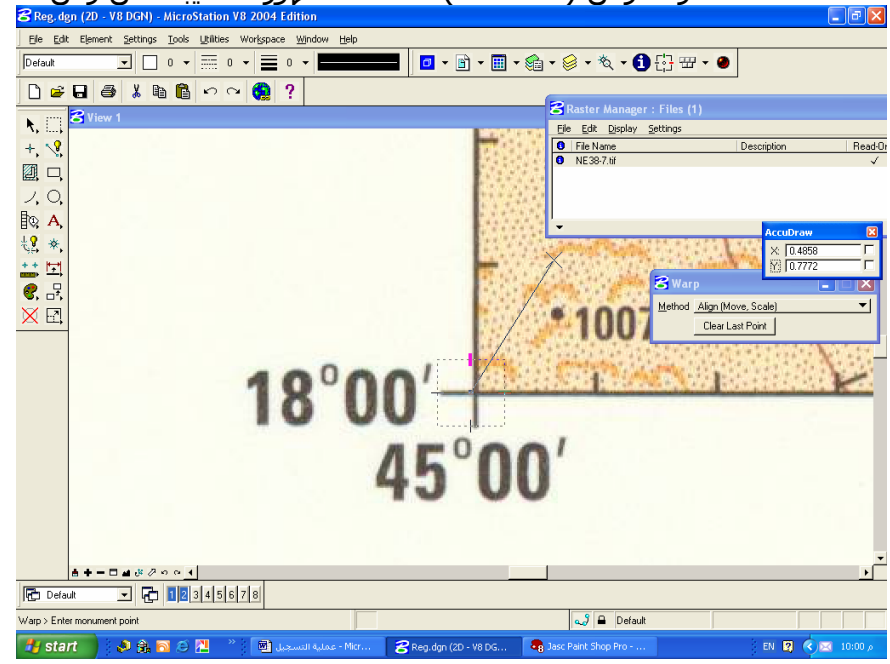 Reg.dgn (2D - V8 DGN) - MicroStation V8 2004 Edition
File Edit Element Settings Tools Utilities Workspace Window Help
Default 0 0 0
View 1
Raster Manager : Files (1)
File Edit Display Settings
File Name Description Read-On
NE38-7.tif
AccuDraw
X: 0.4858
Y: 0.7772
Warp
Method Align (Move, Scale)
Clear Last Point
1007
18°00′
45°00′
Default 1 2 3 4 5 6 7 8
Warp > Enter monument point Default
start عملية التسجيل - Micr... Reg.dgn (2D - V8 DG... Jasc Paint Shop Pro - ... EN 10:00 م